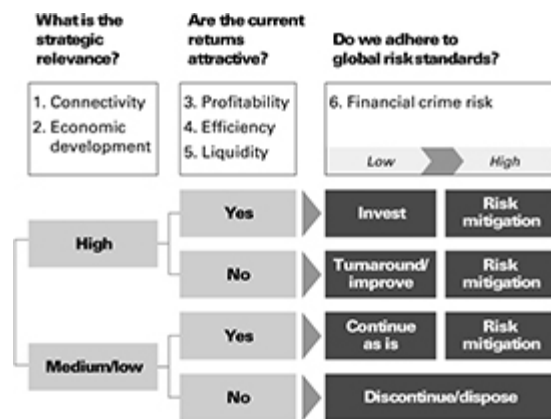 What is the
strategic
relevance?
Are the current
returns
attractive?
Do we adhere to
global risk standards?
1. Connectivity
2. Economic
development
3. Profitability
4. Efficiency
5. Liquidity
6. Financial crime risk
Low
High
High
Yes
Invest
Risk
mitigation
No
Turnaround/
improve
Risk
mitigation
Medium/low
Yes
Continue
as is
Risk
mitigation
No
Discontinue/dispose